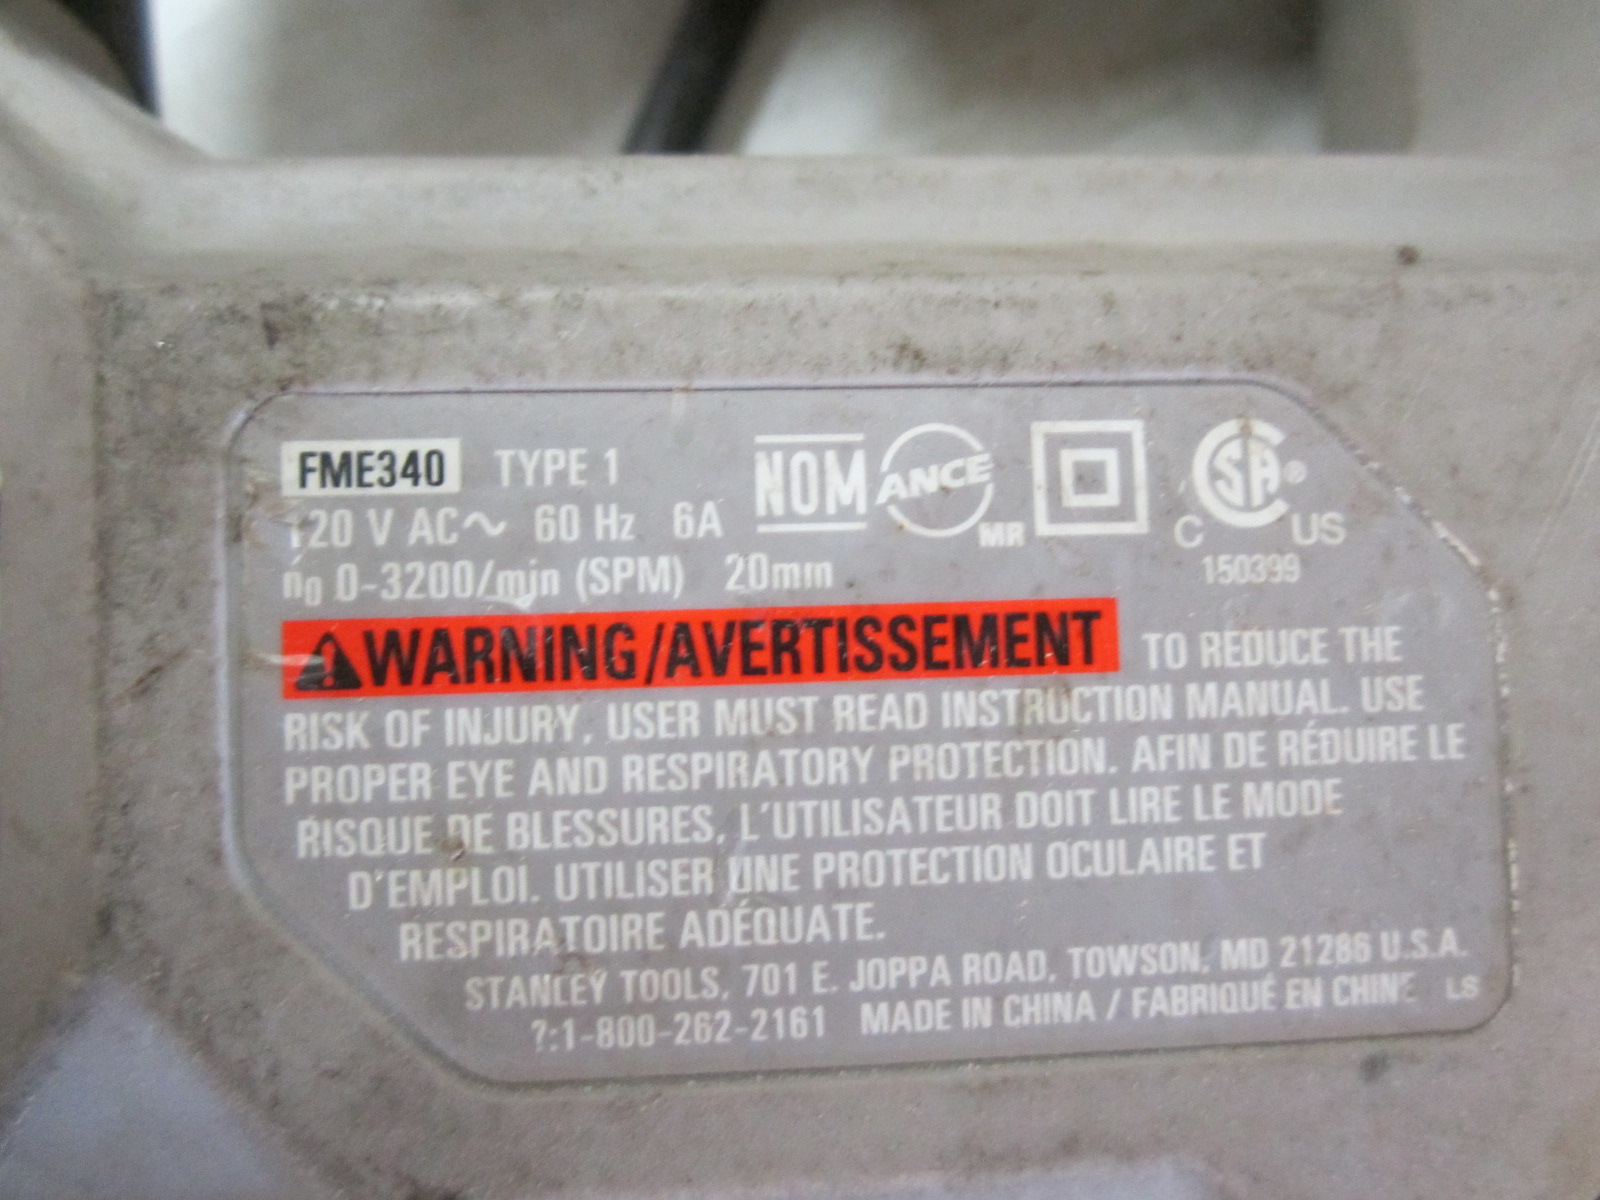 FME340 TYPE 1
120 V AC~ 60 Hz 6A
NOM ANCE MR
CSA® C US
150399
n0 0-3200/min (SPM) 20mm
WARNING/AVERTISSEMENT TO REDUCE THE
RISK OF INJURY, USER MUST READ INSTRUCTION MANUAL. USE
PROPER EYE AND RESPIRATORY PROTECTION. AFIN DE RÉDUIRE LE
RISQUE DE BLESSURES, L'UTILISATEUR DOIT LIRE LE MODE
D'EMPLOI. UTILISER UNE PROTECTION OCULAIRE ET
RESPIRATOIRE ADÉQUATE.
STANLEY TOOLS, 701 E. JOPPA ROAD, TOWSON, MD 21286 U.S.A.
?:1-800-262-2161 MADE IN CHINA / FABRIQUÉ EN CHINE LS